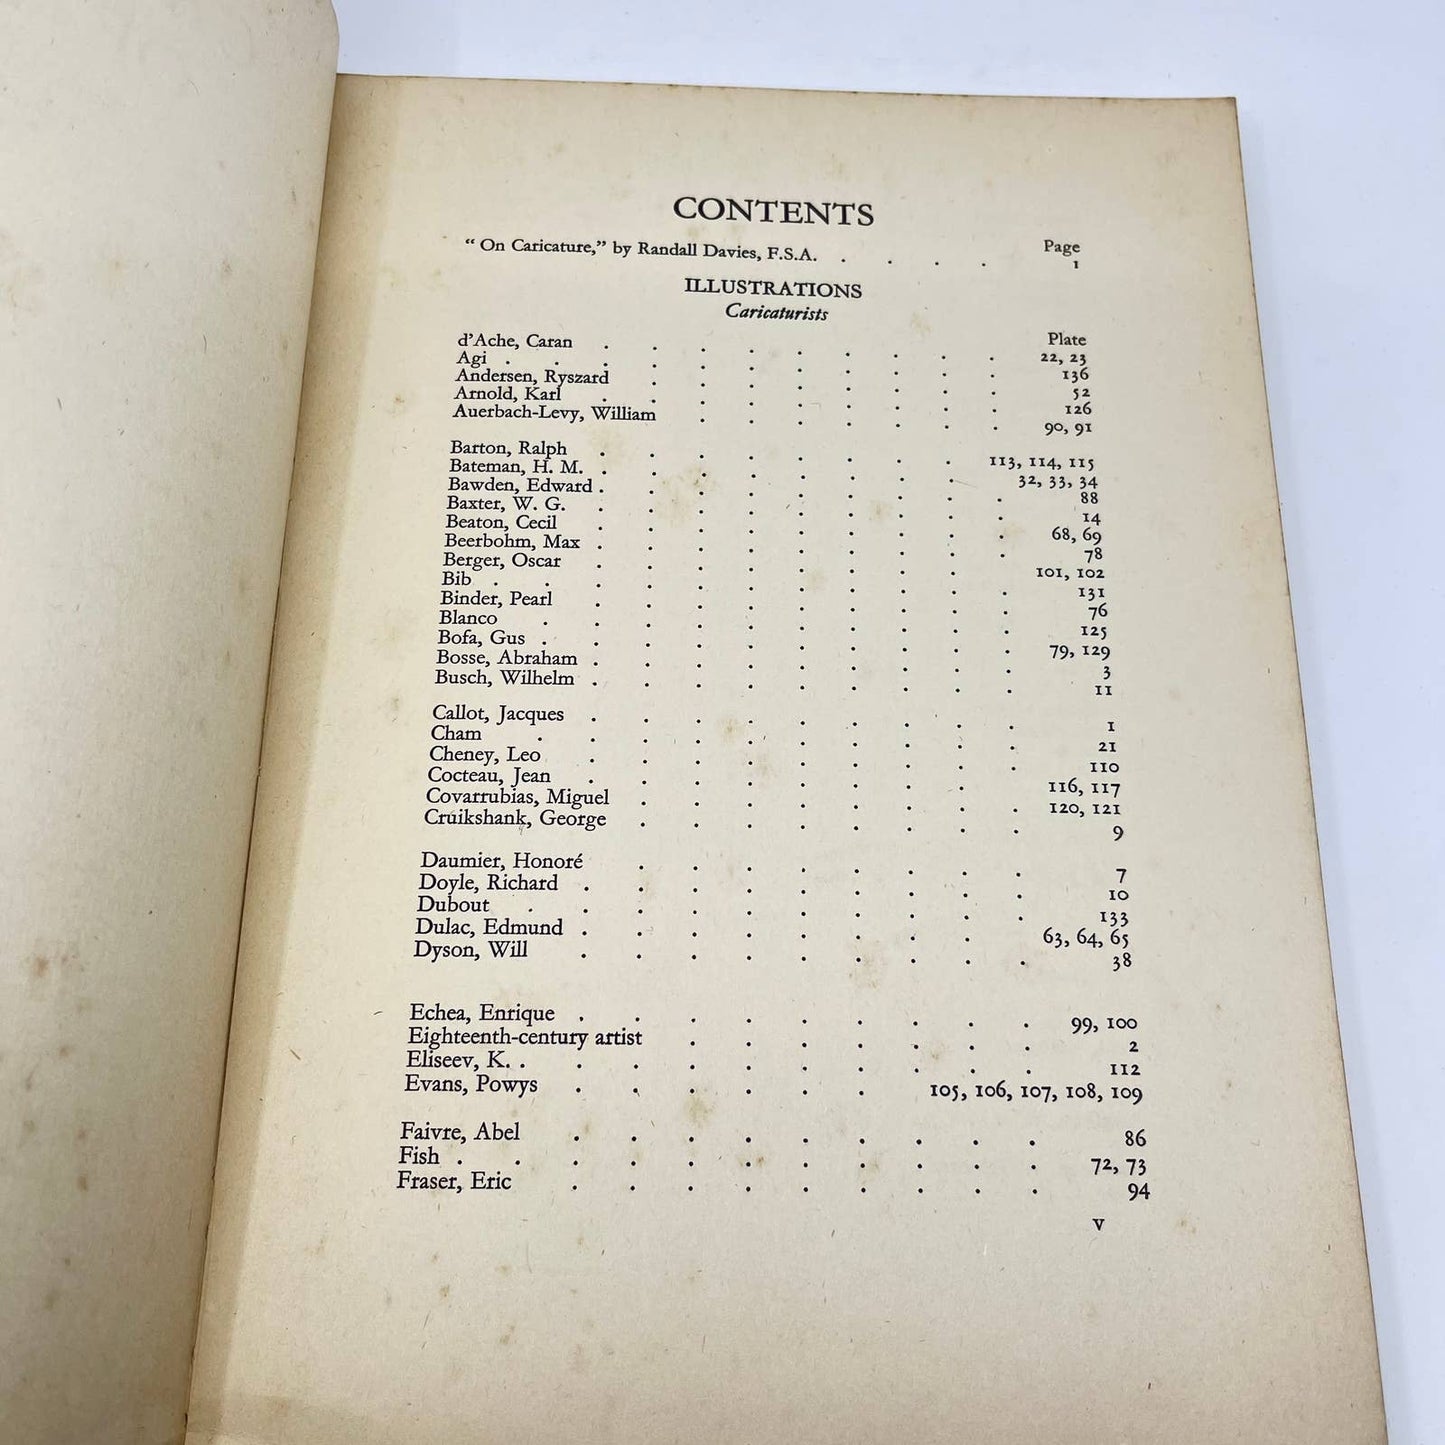 CONTENTS
Page
“ On Caricature,” by Randall Davies, F.S.A. . . . . 1
ILLUSTRATIONS
Caricaturists
Plate
d’Ache, Caran . . . . . . . . . 22, 23
Agi . . . . . . . . . . . 136
Andersen, Ryszard . . . . . . . . 52
Arnold, Karl . . . . . . . . . 126
Auerbach-Levy, William . . . . . . . 90, 91
Barton, Ralph . . . . . . . . 113, 114, 115
Bateman, H. M. . . . . . . . . 32, 33, 34
Bawden, Edward . . . . . . . . . 88
Baxter, W. G. . . . . . . . . . 14
Beaton, Cecil . . . . . . . . . 68, 69
Beerbohm, Max . . . . . . . . . 78
Berger, Oscar . . . . . . . . 101, 102
Bib . . . . . . . . . . . 131
Binder, Pearl . . . . . . . . . 76
Blanco . . . . . . . . . . 125
Bofa, Gus . . . . . . . . . . 79, 129
Bosse, Abraham . . . . . . . . . 3
Busch, Wilhelm . . . . . . . . . 11
Callot, Jacques . . . . . . . . . 1
Cham . . . . . . . . . . 21
Cheney, Leo . . . . . . . . . 110
Cocteau, Jean . . . . . . . . 116, 117
Covarrubias, Miguel . . . . . . . . 120, 121
Cruikshank, George . . . . . . . . 9
Daumier, Honoré . . . . . . . . 7
Doyle, Richard . . . . . . . . . 10
Dubout . . . . . . . . . . 133
Dulac, Edmund . . . . . . . . 63, 64, 65
Dyson, Will . . . . . . . . . 38
Echea, Enrique . . . . . . . . . 99, 100
Eighteenth-century artist . . . . . . . 2
Eliseev, K. . . . . . . . . . . 112
Evans, Powys . . . . . . 105, 106, 107, 108, 109
Faivre, Abel . . . . . . . . . 86
Fish . . . . . . . . . . . 72, 73
Fraser, Eric . . . . . . . . . 94
v